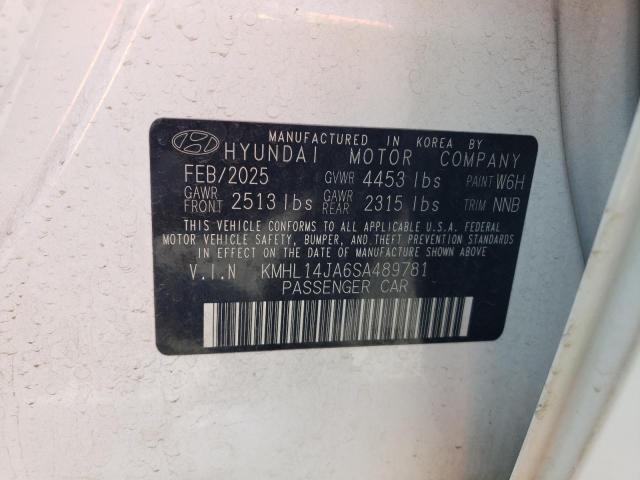 MANUFACTURED IN KOREA BY
HYUNDAI MOTOR COMPANY
FEB/2025 GVWR 4453 lbs PAINT W6H
GAWR FRONT 2513 lbs GAWR REAR 2315 lbs TRIM NNB
THIS VEHICLE CONFORMS TO ALL APPLICABLE U.S.A. FEDERAL
MOTOR VEHICLE SAFETY, BUMPER, AND THEFT PREVENTION STANDARDS
IN EFFECT ON THE DATE OF MANUFACTURE SHOWN ABOVE
V.I.N KMHL14JA6SA489781
PASSENGER CAR